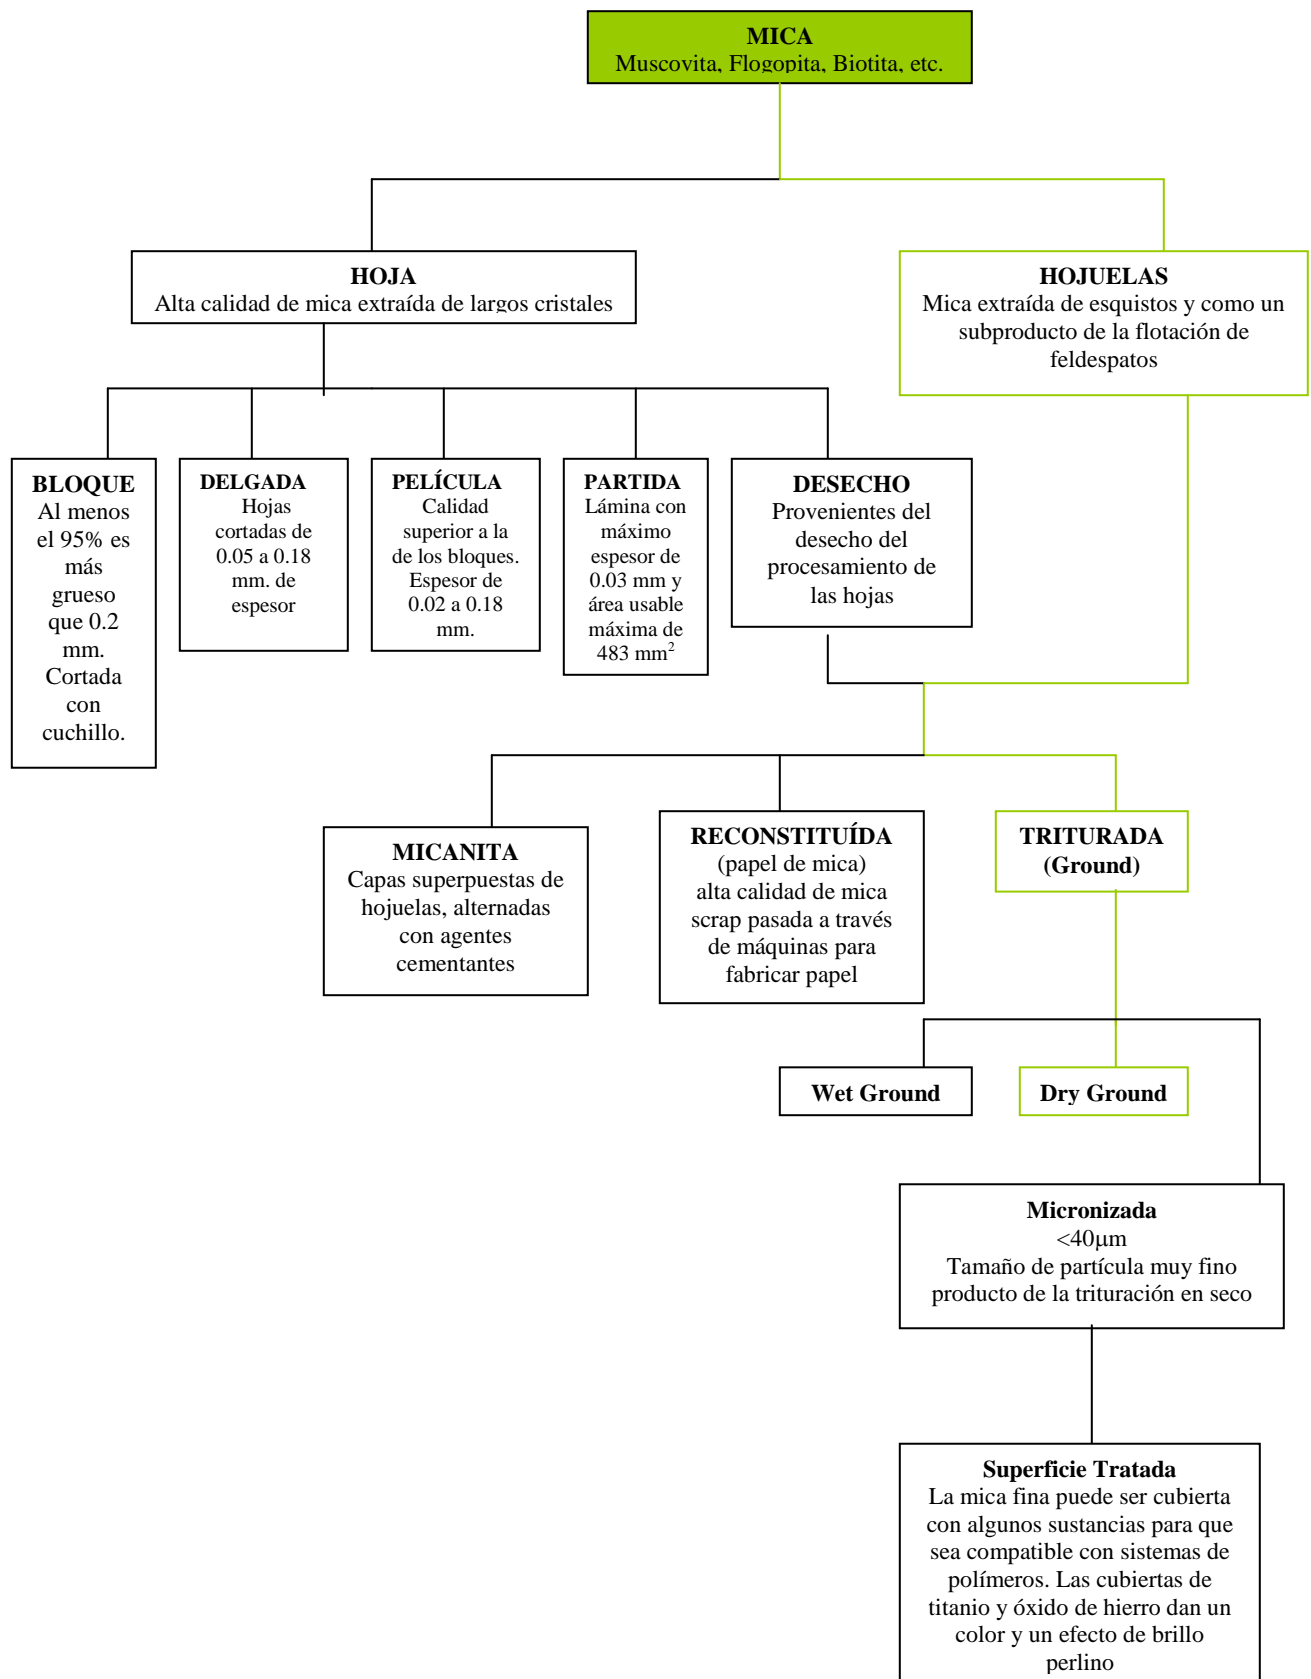 MICA
Muscovita, Flogopita, Biotita, etc.
HOJA
Alta calidad de mica extraída de largos cristales
HOJUELAS
Mica extraída de esquistos y como un
subproducto de la flotación de
feldespatos
BLOQUE
Al menos
el 95% es
más
grueso
que 0.2
mm.
Cortada
con
cuchillo.
DELGADA
Hojas
cortadas de
0.05 a 0.18
mm. de
espesor
PELÍCULA
Calidad
superior a la
de los bloques.
Espesor de
0.02 a 0.18
mm.
PARTIDA
Lámina con
máximo
espesor de
0.03 mm y
área usable
máxima de
483 mm²
DESECHO
Provenientes del
desecho del
procesamiento de
las hojas
MICANITA
Capas superpuestas de
hojuelas, alternadas
con agentes
cementantes
RECONSTITUÍDA
(papel de mica)
alta calidad de mica
scrap pasada a través
de máquinas para
fabricar papel
TRITURADA
(Ground)
Wet Ground
Dry Ground
Micronizada
<40μm
Tamaño de partícula muy fino
producto de la trituración en seco
Superficie Tratada
La mica fina puede ser cubierta
con algunos sustancias para que
sea compatible con sistemas de
polímeros. Las cubiertas de
titanio y óxido de hierro dan un
color y un efecto de brillo
perlino